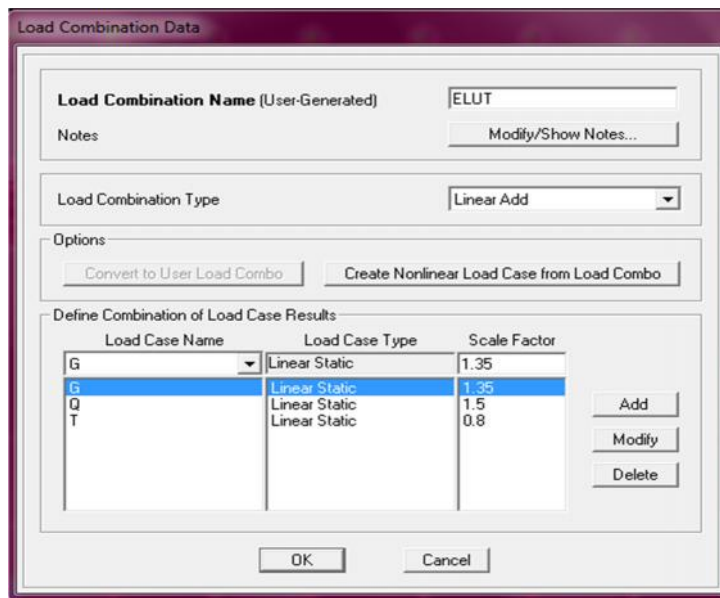 Load Combination Data
Load Combination Name (User-Generated) ELUT
Notes Modify/Show Notes...
Load Combination Type Linear Add
Options
Convert to User Load Combo Create Nonlinear Load Case from Load Combo
Define Combination of Load Case Results
Load Case Name Load Case Type Scale Factor
G Linear Static 1.35
G Linear Static 1.35
Q Linear Static 1.5
T Linear Static 0.8
Add
Modify
Delete
OK Cancel